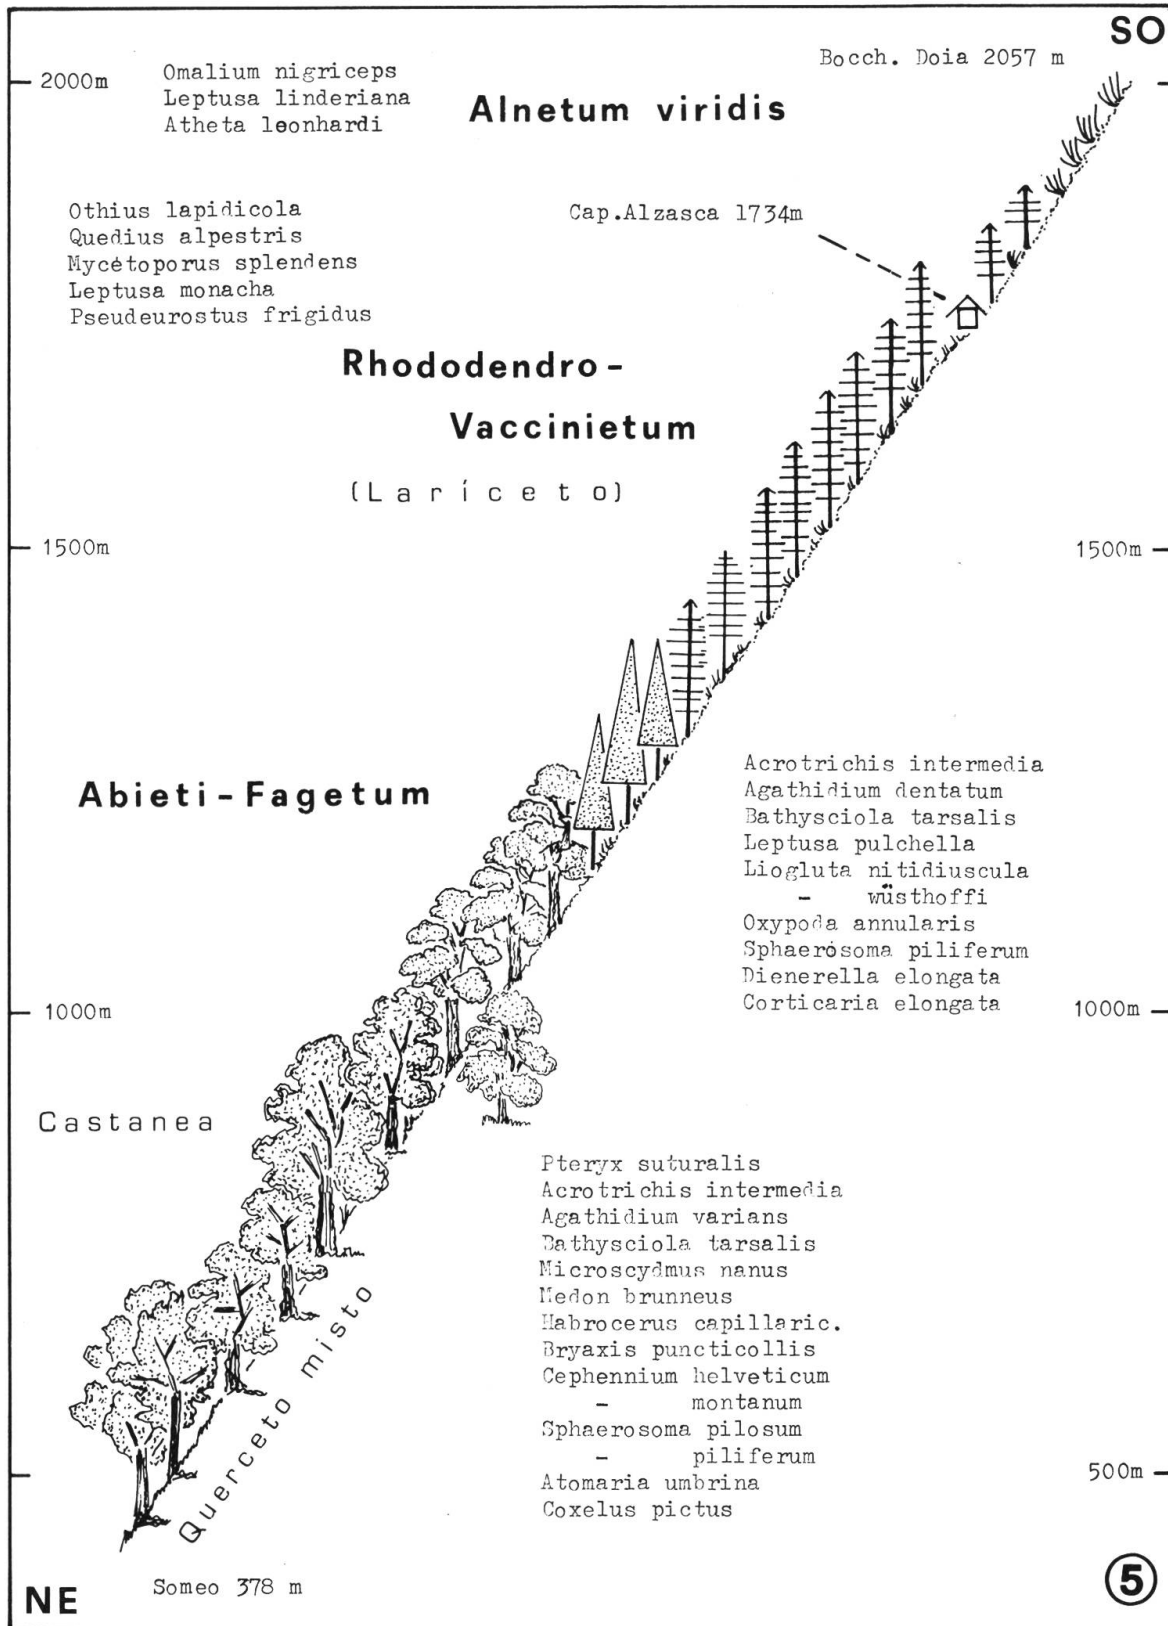 SO
Bocch. Doia 2057 m
2000m
Omalium nigriceps
Leptusa linderiana
Atheta leonhardi
Alnetum viridis
Othius lapidicola
Quedius alpestris
Mycétoporus splendens
Leptusa monacha
Pseudeurostus frigidus
Cap.Alzasca 1734m
Rhododendro-
Vaccinietum
(Laríceto)
1500m
1500m
Abieti-Fagetum
Acrotrichis intermedia
Agathidium dentatum
Bathysciola tarsalis
Leptusa pulchella
Liogluta nitidiuscula
- wüsthoffi
Oxypoda annularis
Sphaerósoma piliferum
Dienerella elongata
Corticaria elongata
1000m
1000m
Castanea
Pteryx suturalis
Acrotrichis intermedia
Agathidium varians
Bathysciola tarsalis
Microscydmus nanus
Medon brunneus
Habrocerus capillaric.
Bryaxis puncticollis
Cephennium helveticum
- montanum
Sphaerosoma pilosum
- piliferum
Atomaria umbrina
Coxelus pictus
Querceto misto
500m
Someo 378 m
NE
5